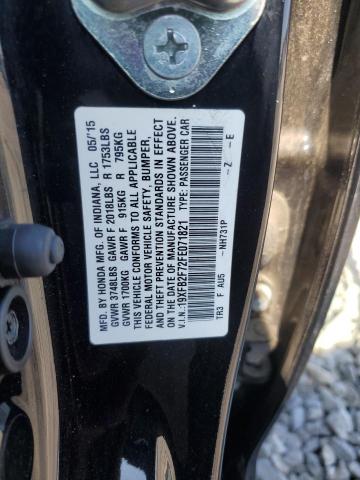 MFD. BY HONDA MFG. OF INDIANA, LLC 05/15
GVWR 3748LBS GAWR F 2018LBS R 1753LBS
GVWR 1700KG GAWR F 915KG R 795KG
THIS VEHICLE CONFORMS TO ALL APPLICABLE
FEDERAL MOTOR VEHICLE SAFETY, BUMPER,
AND THEFT PREVENTION STANDARDS IN EFFECT
ON THE DATE OF MANUFACTURE SHOWN ABOVE.
V.I.N.: 19XFB2F72FE071821 TYPE: PASSENGER CAR
TR3 F AU5 -NH731P -Z -E